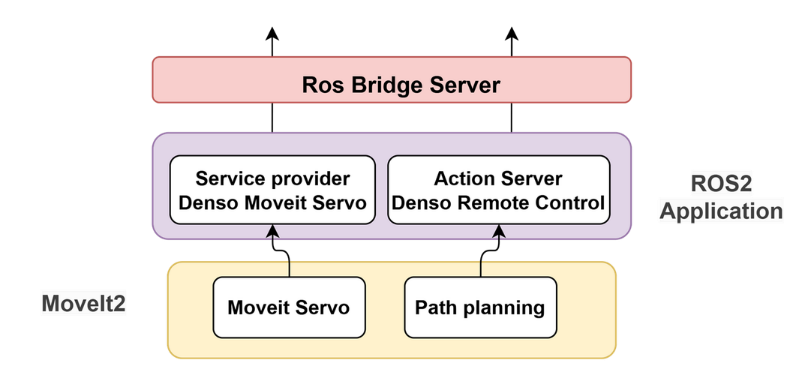 Ros Bridge Server
Service provider
Denso Moveit Servo
Action Server
Denso Remote Control
ROS2
Application
MoveIt2
Moveit Servo
Path planning